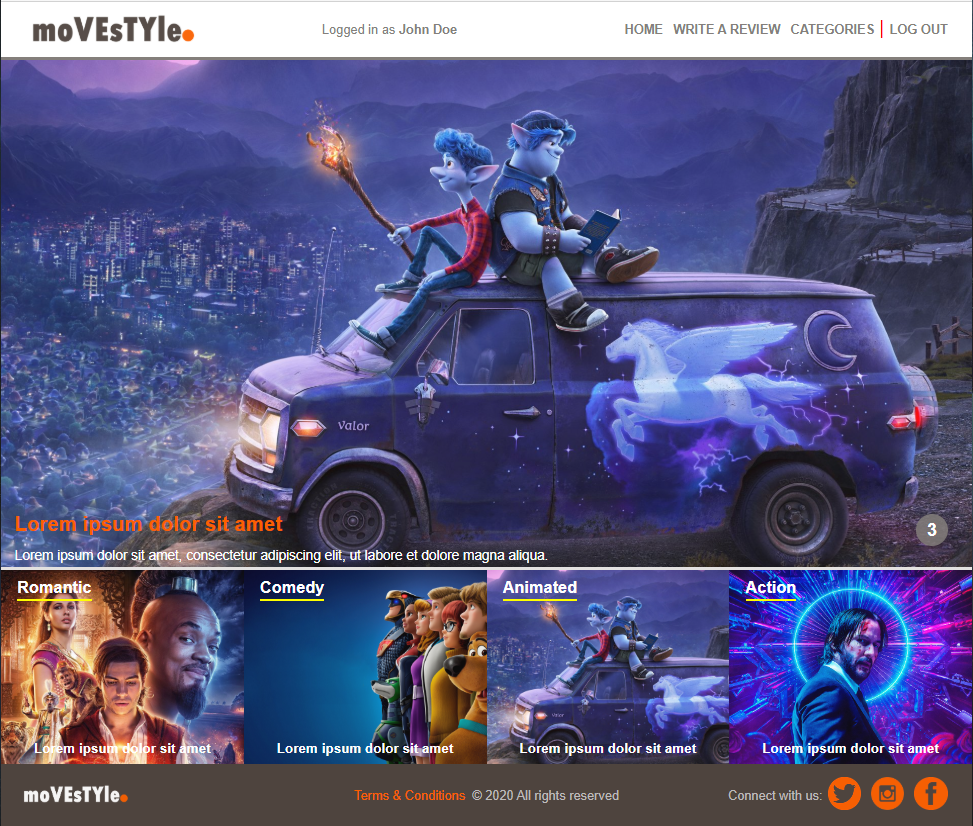 moVEsTYle.
Logged in as John Doe
HOME WRITE A REVIEW CATEGORIES | LOG OUT
Valor
Lorem ipsum dolor sit amet
3
Lorem ipsum dolor sit amet, consectetur adipiscing elit, ut labore et dolore magna aliqua.
Romantic
Comedy
Animated
Action
Lorem ipsum dolor sit amet
Lorem ipsum dolor sit amet
Lorem ipsum dolor sit amet
Lorem ipsum dolor sit amet
moVEsTYle.
Terms & Conditions © 2020 All rights reserved
Connect with us: